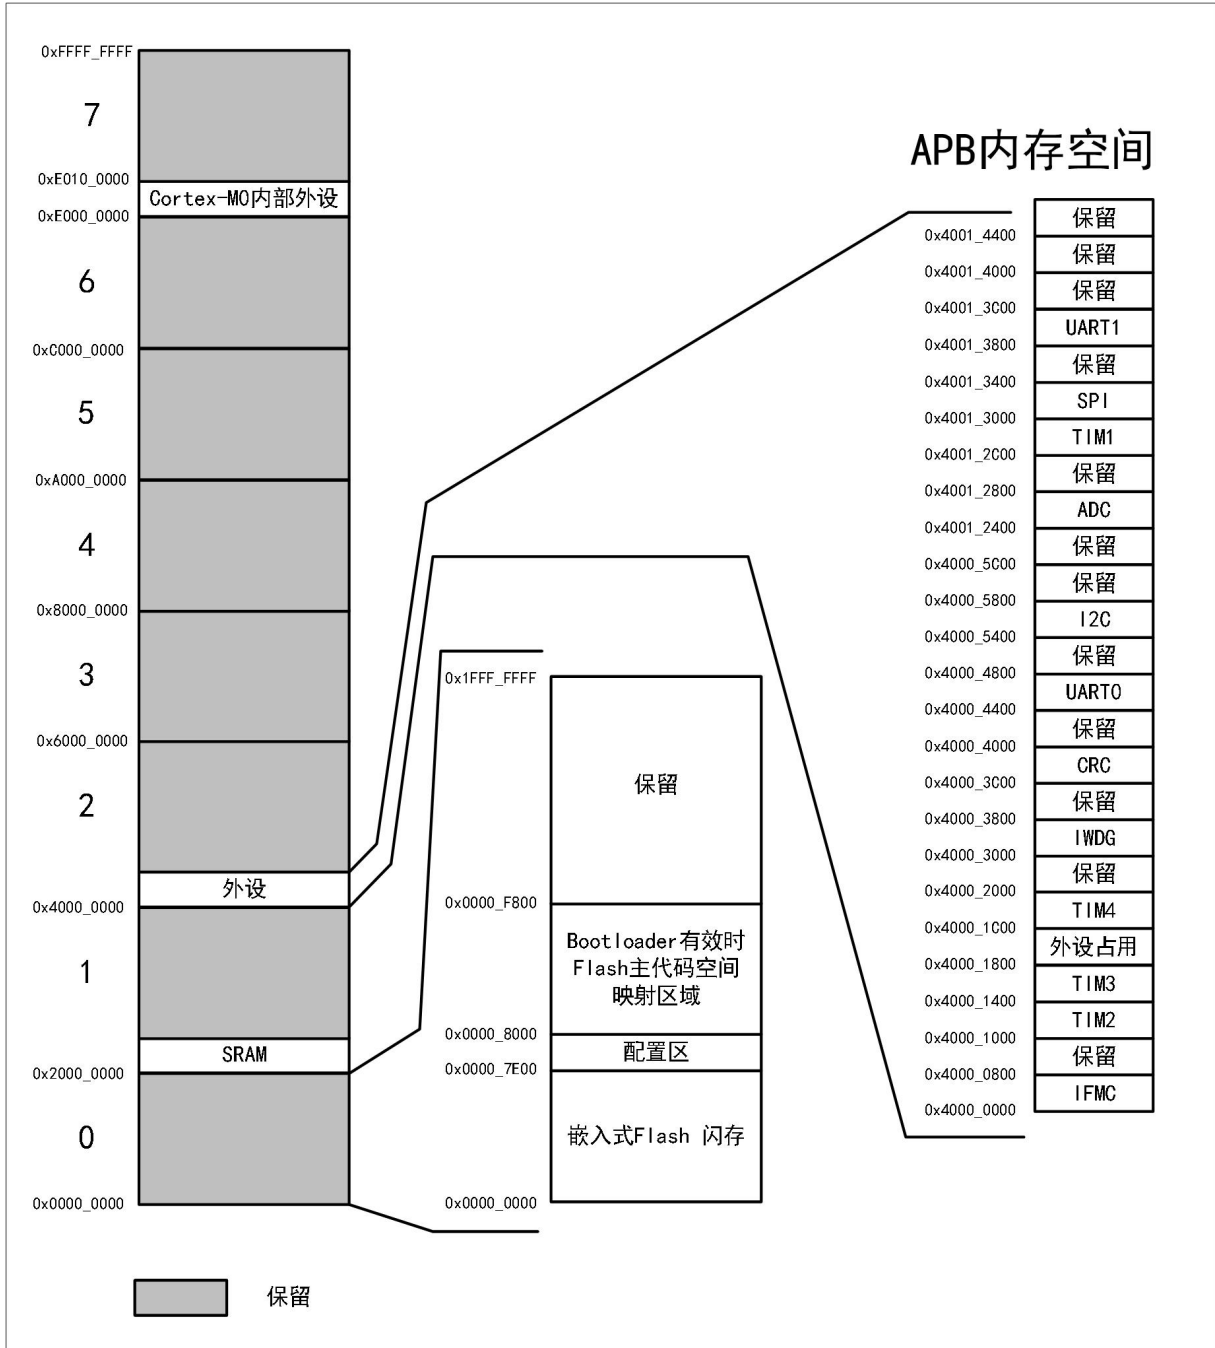 0xFFFF_FFFF
7
0xE010_0000
Cortex-M0内部外设
0xE000_0000
6
0xC000_0000
5
0xA000_0000
4
0x8000_0000
3
0x6000_0000
2
外设
0x4000_0000
1
SRAM
0x2000_0000
0
0x0000_0000
保留
0x1FFF_FFFF
保留
0x0000_F800
Bootloader有效时
Flash主代码空间
映射区域
0x0000_8000
配置区
0x0000_7E00
嵌入式Flash 闪存
0x0000_0000
APB内存空间
保留
0x4001_4400
保留
0x4001_4000
保留
0x4001_3C00
UART1
0x4001_3800
保留
0x4001_3400
SPI
0x4001_3000
TIM1
0x4001_2C00
保留
0x4001_2800
ADC
0x4001_2400
保留
0x4000_5C00
保留
0x4000_5800
I2C
0x4000_5400
保留
0x4000_4800
UART0
0x4000_4400
保留
0x4000_4000
CRC
0x4000_3C00
保留
0x4000_3800
IWDG
0x4000_3000
保留
0x4000_2000
TIM4
0x4000_1C00
外设占用
0x4000_1800
TIM3
0x4000_1400
TIM2
0x4000_1000
保留
0x4000_0800
IFMC
0x4000_0000